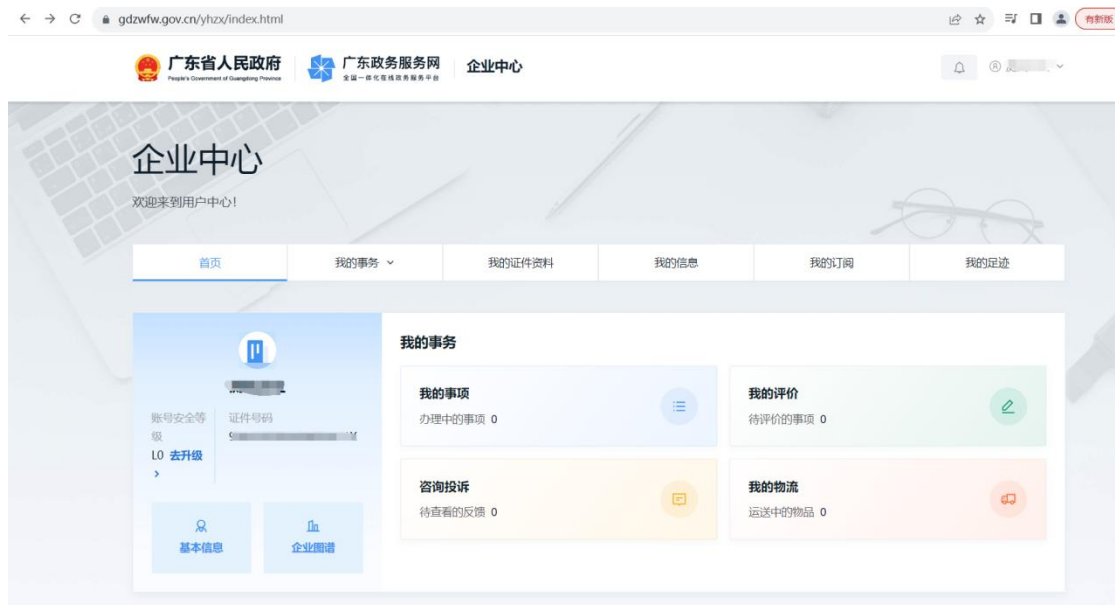 gdzwfw.gov.cn/yhzx/index.html
有新版
广东省人民政府
People's Government of Guangdong Province
广东政务服务网
全国一体化在线政务服务平台
企业中心
企业中心
欢迎来到用户中心!
首页
我的事务
我的证件资料
我的信息
我的订阅
我的足迹
账号安全等级
L0 去升级 >
证件号码
基本信息
企业图谱
我的事务
我的事项
办理中的事项 0
我的评价
待评价的事项 0
咨询投诉
待查看的反馈 0
我的物流
运送中的物品 0